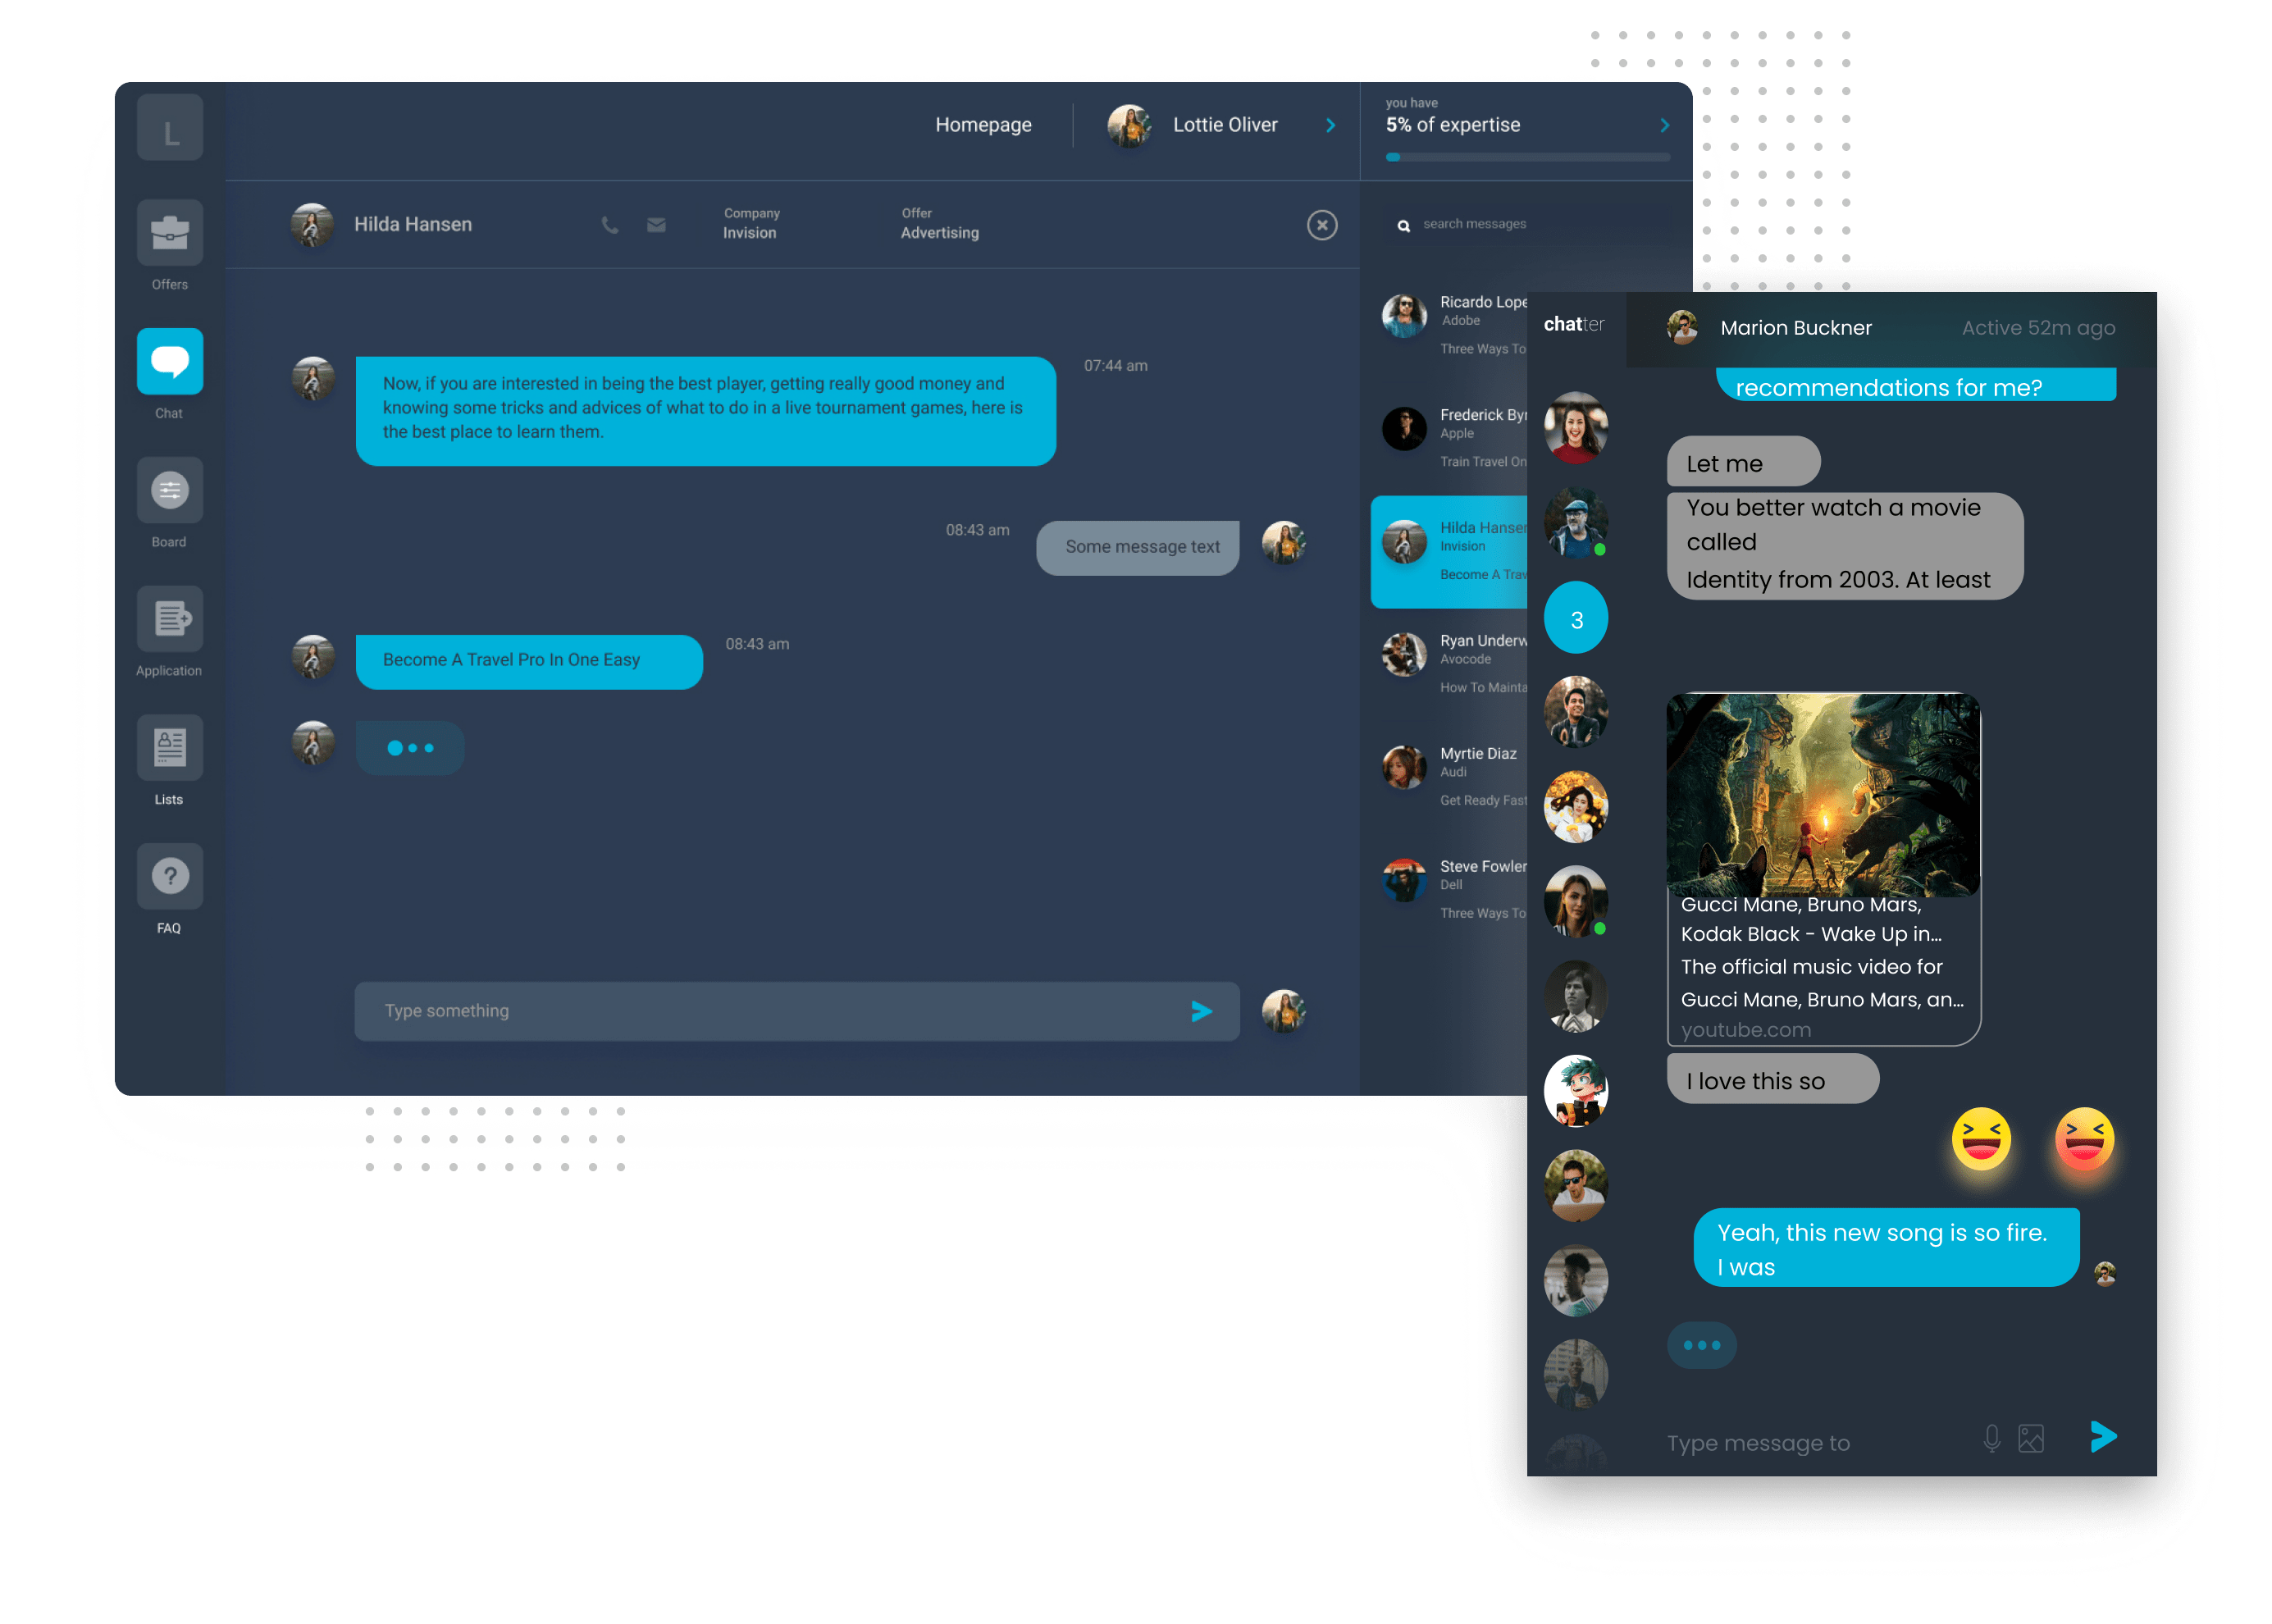 L
Offers
Chat
Board
Application
Lists
FAQ
Homepage
Lottie Oliver
you have
5% of expertise
Hilda Hansen
Company
Invision
Offer
Advertising
Now, if you are interested in being the best player, getting really good money and
knowing some tricks and advices of what to do in a live tournament games, here is
the best place to learn them.
07:44 am
08:43 am
Some message text
Become A Travel Pro In One Easy
08:43 am
Type something
search messages
Ricardo Lope
Adobe
Three Ways To
Frederick Byr
Apple
Train Travel On
Hilda Hansen
Invision
Become A Trav
Ryan Underw
Avocode
How To Mainta
Myrtie Diaz
Audi
Get Ready Fast
Steve Fowler
Dell
Three Ways To
chatter
3
Marion Buckner
Active 52m ago
recommendations for me?
Let me
You better watch a movie
called
Identity from 2003. At least
Gucci Mane, Bruno Mars,
Kodak Black - Wake Up in...
The official music video for
Gucci Mane, Bruno Mars, an...
youtube.com
I love this so
Yeah, this new song is so fire.
I was
Type message to